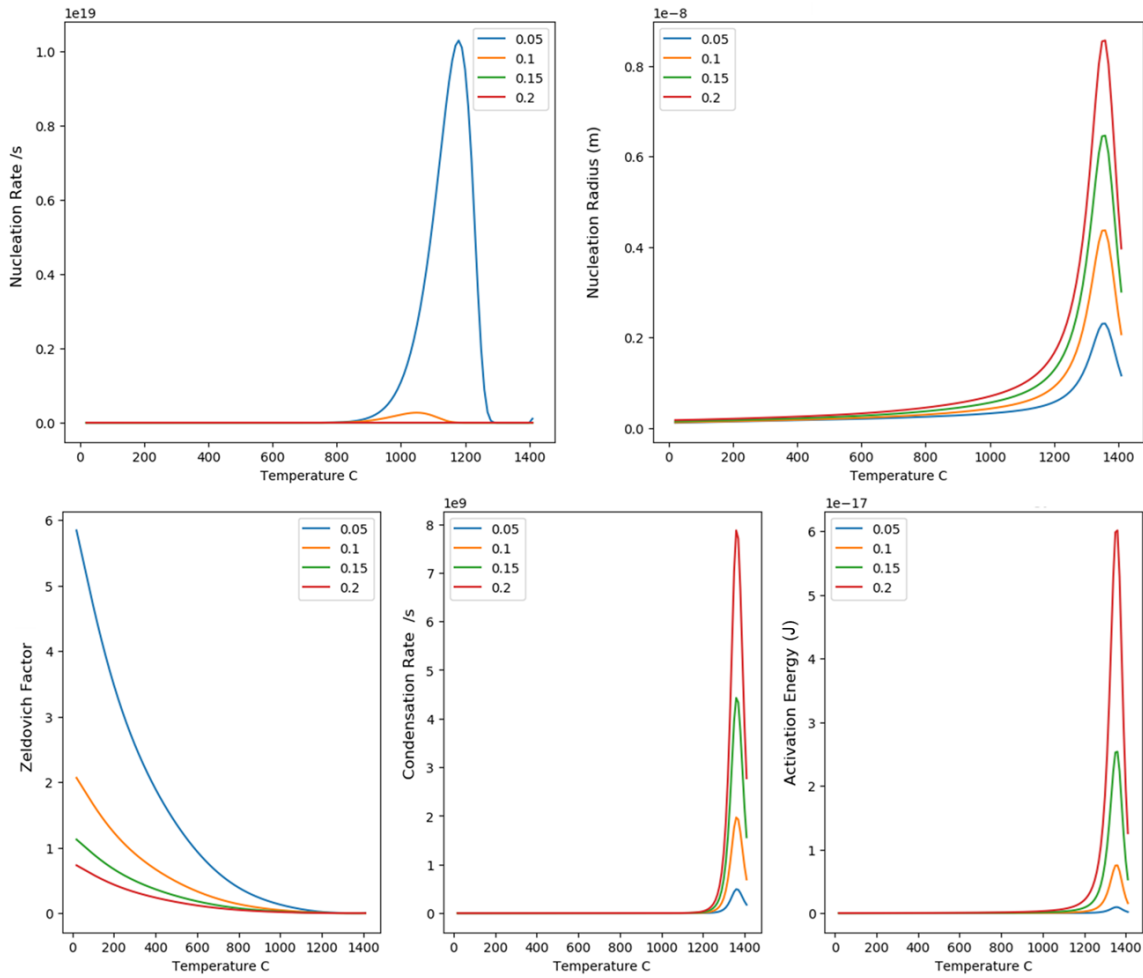 1e19
Nucleation Rate /s
1.0
0.8
0.6
0.4
0.2
0.0
0.05
0.1
0.15
0.2
0 200 400 600 800 1000 1200 1400
Temperature C
1e−8
Nucleation Radius (m)
0.8
0.6
0.4
0.2
0.0
0.05
0.1
0.15
0.2
0 200 400 600 800 1000 1200 1400
Temperature C
Zeldovich Factor
6
5
4
3
2
1
0
0.05
0.1
0.15
0.2
0 200 400 600 800 1000 1200 1400
Temperature C
1e9
Condensation Rate /s
8
7
6
5
4
3
2
1
0
0.05
0.1
0.15
0.2
0 200 400 600 800 1000 1200 1400
Temperature C
1e−17
Activation Energy (J)
6
5
4
3
2
1
0
0.05
0.1
0.15
0.2
0 200 400 600 800 1000 1200 1400
Temperature C